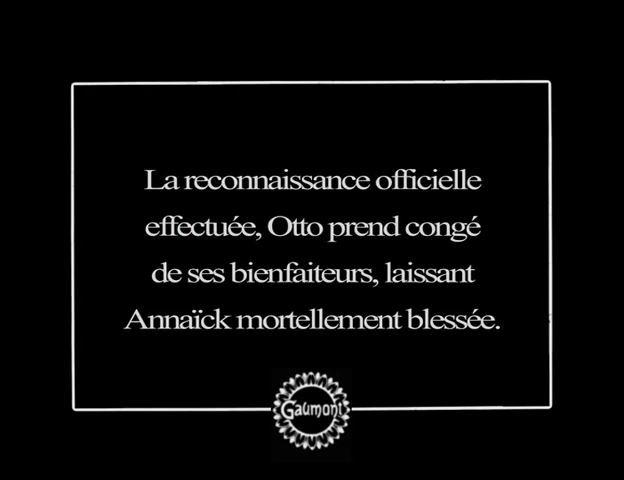 La reconnaissance officielle
effectuée, Otto prend congé
de ses bienfaiteurs, laissant
Annaïck mortellement blessée.
Gaumont